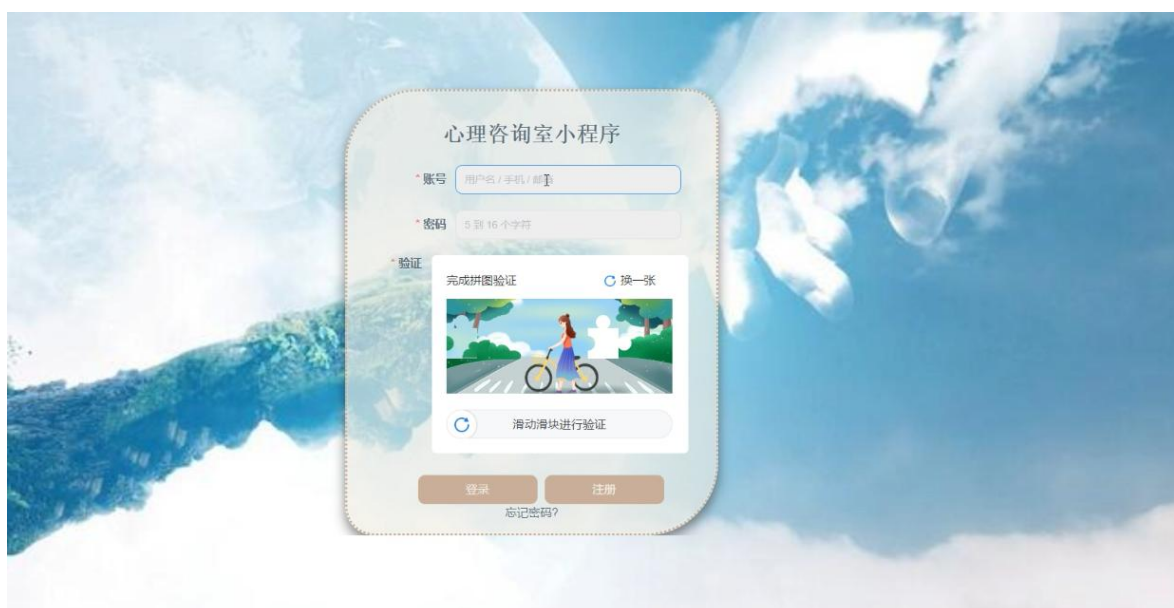 心理咨询室小程序
*账号 用户名 / 手机 / 邮箱
*密码 5 到 16 个字符
*验证
完成拼图验证 换一张
滑动滑块进行验证
登录 注册
忘记密码?